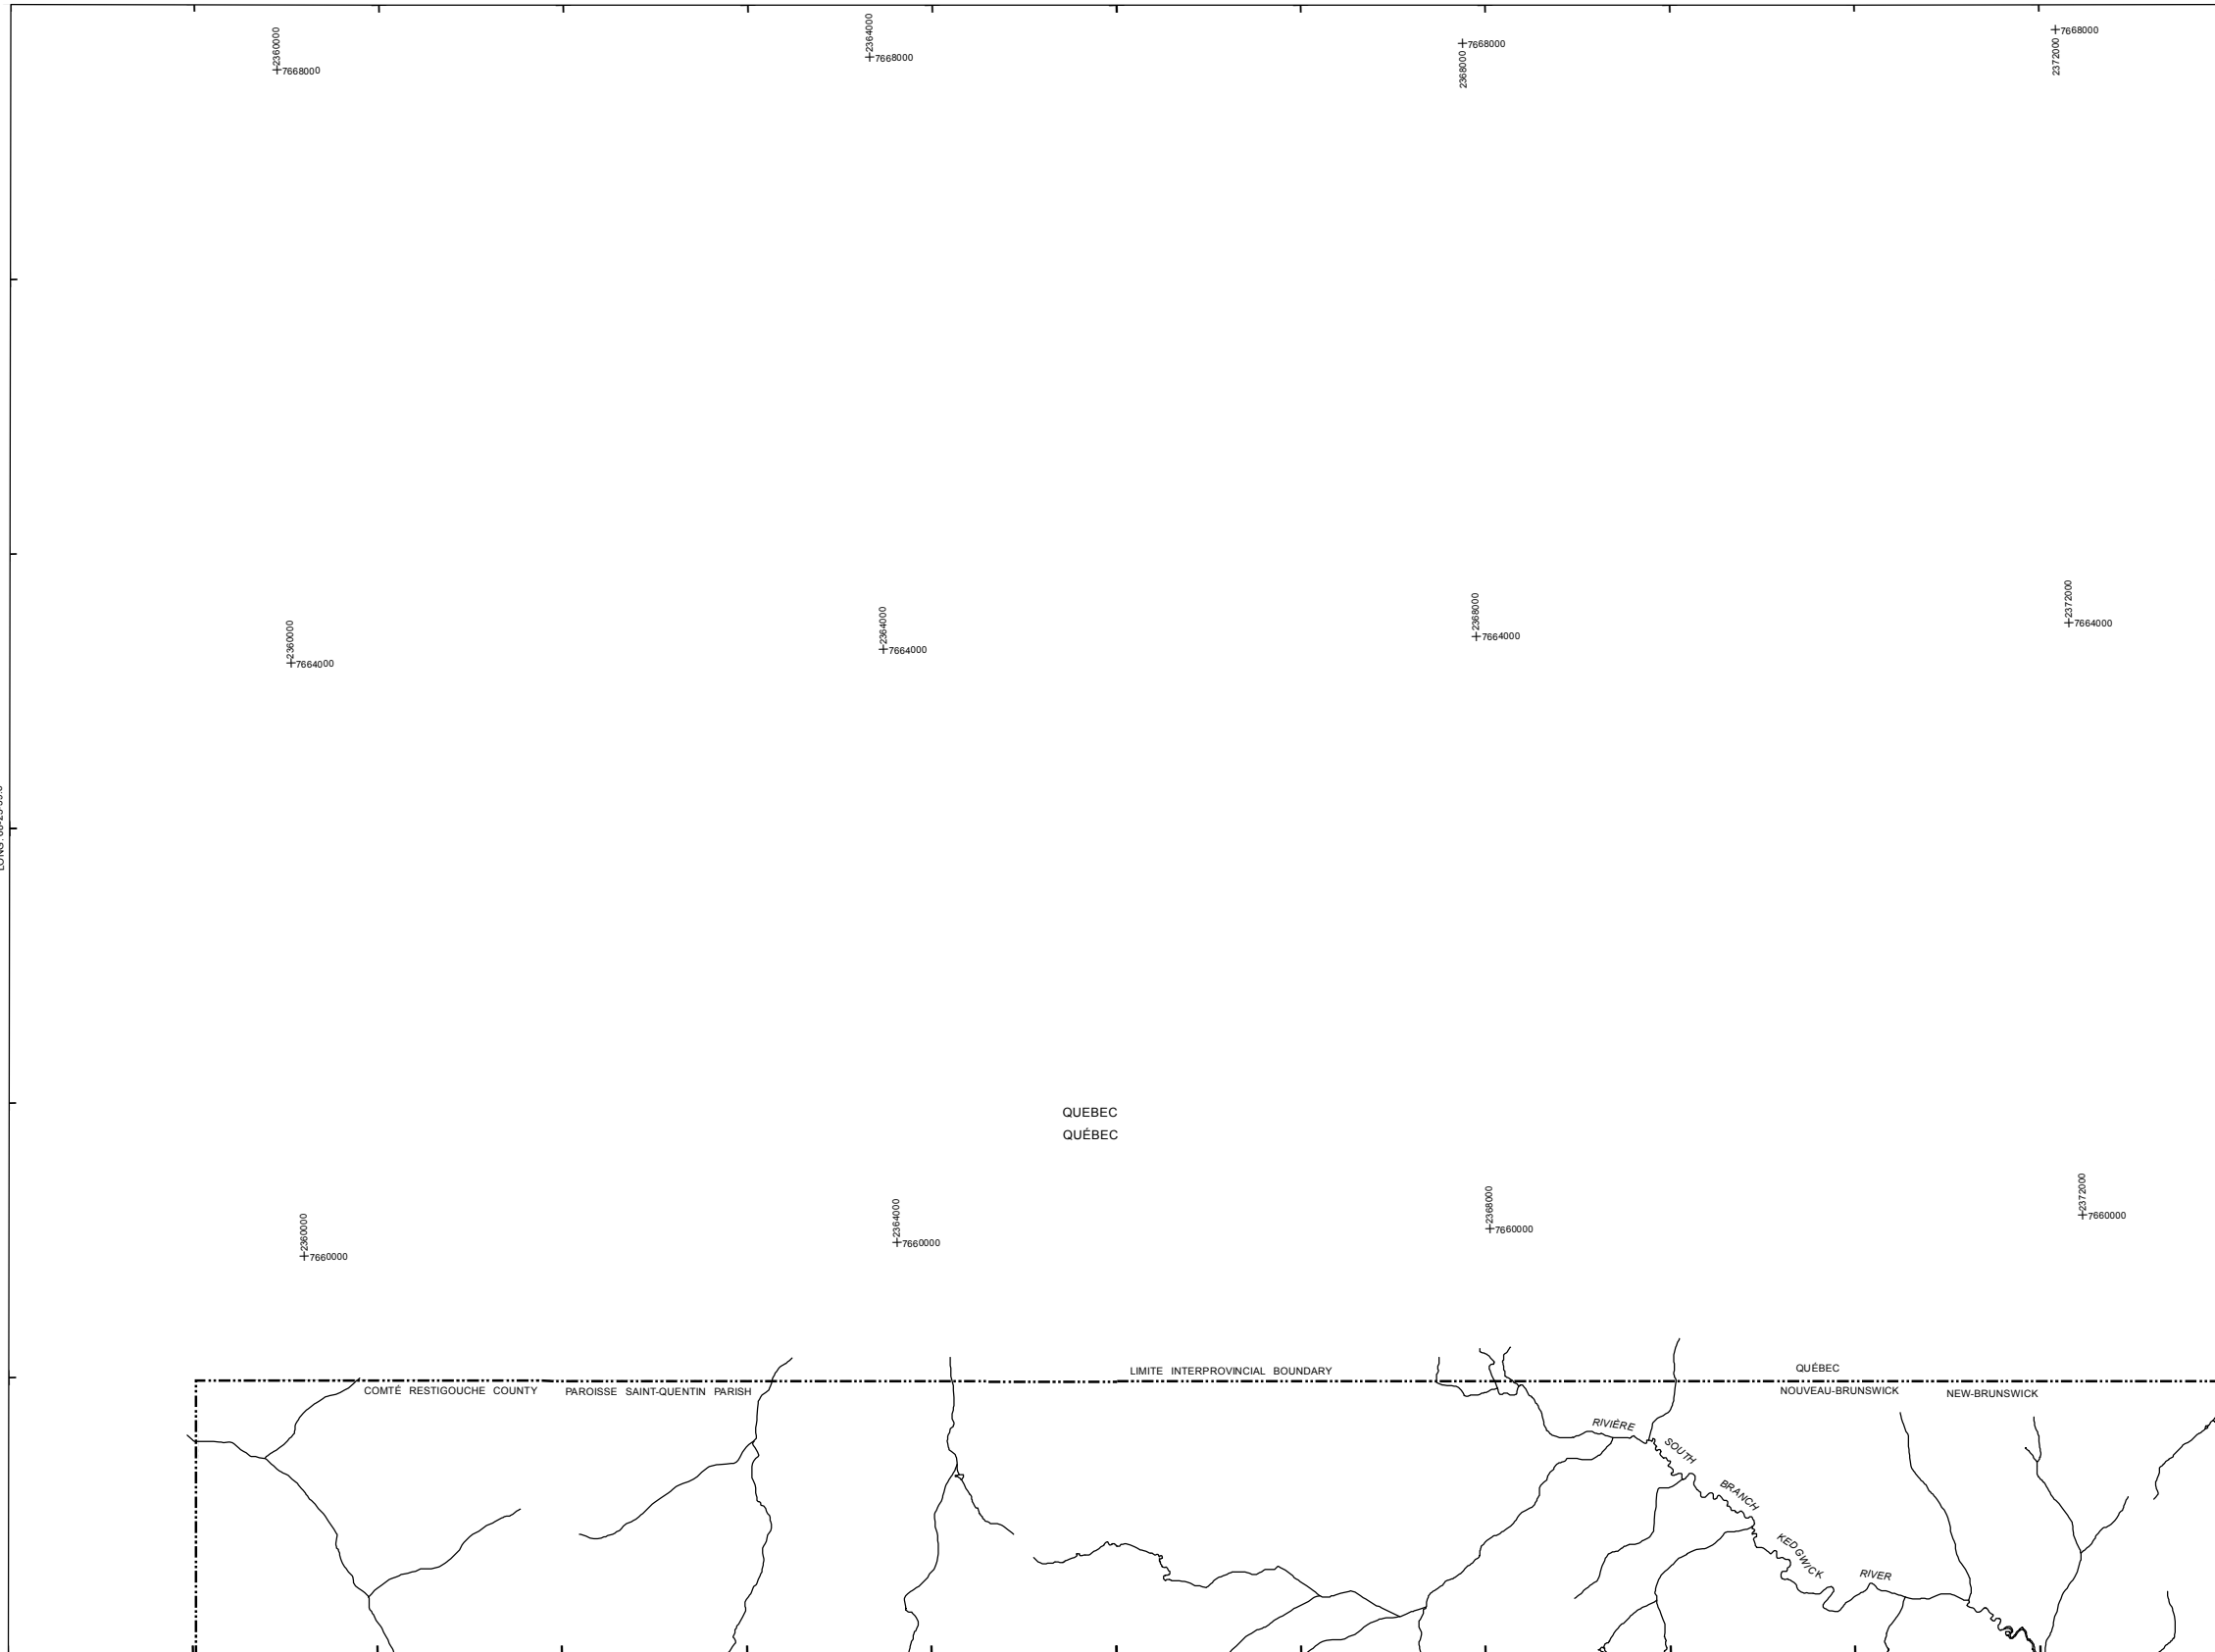 2360000
7668000
2364000
7668000
2368000
7668000
2372000
7668000
2360000
7664000
2364000
7664000
2368000
7664000
2372000
7664000
QUEBEC
QUÉBEC
2360000
7660000
2364000
7660000
2368000
7660000
2372000
7660000
LIMITE INTERPROVINCIAL BOUNDARY
QUÉBEC
COMTÉ RESTIGOUCHE COUNTY
PAROISSE SAINT-QUENTIN PARISH
NOUVEAU-BRUNSWICK
NEW-BRUNSWICK
RIVIÈRE
SOUTH
BRANCH
KEDGWICK
RIVER